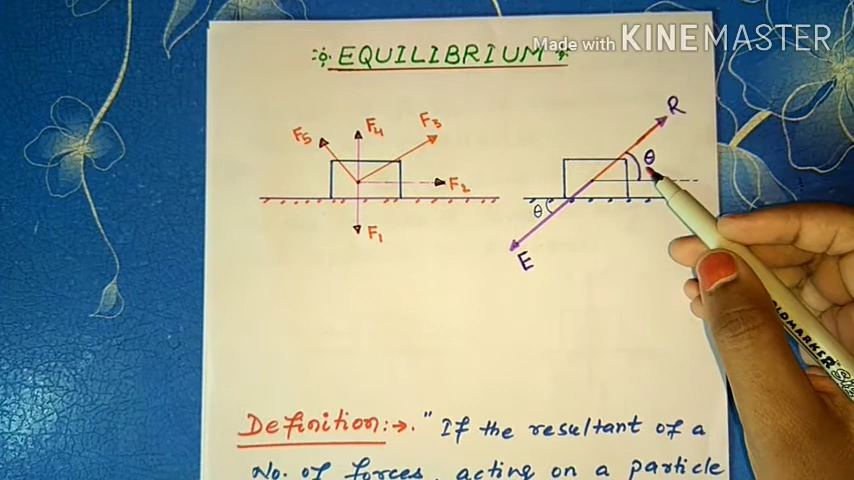 Made with KINEMASTER
EQUILIBRIUM
F5
F4
F3
F2
F1
R
θ
θ
E
Definition:→ "If the resultant of a
No. of forces, acting on a particle